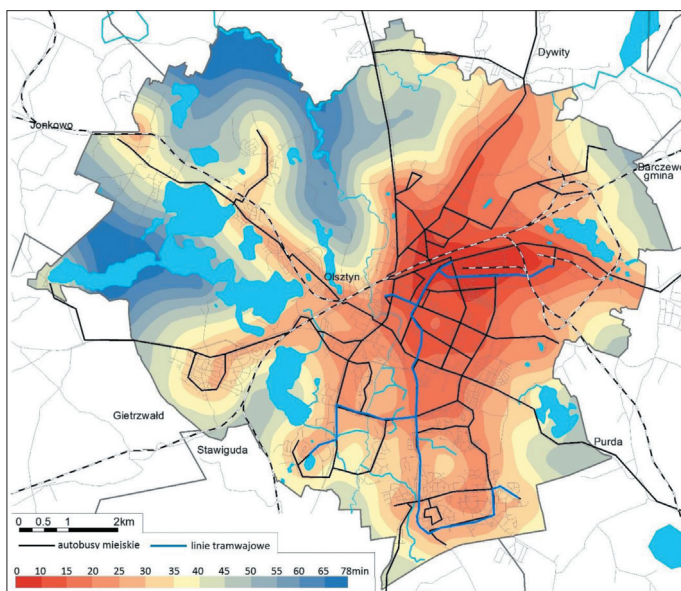 Dywity
Jonkowo
Barczewo
gmina
Olsztyn
Gietrzwałd
Stawiguda
Purda
0 0.5 1 2km
autobusy miejskie linie tramwajowe
0 10 15 20 25 30 35 40 45 50 55 60 65 78min